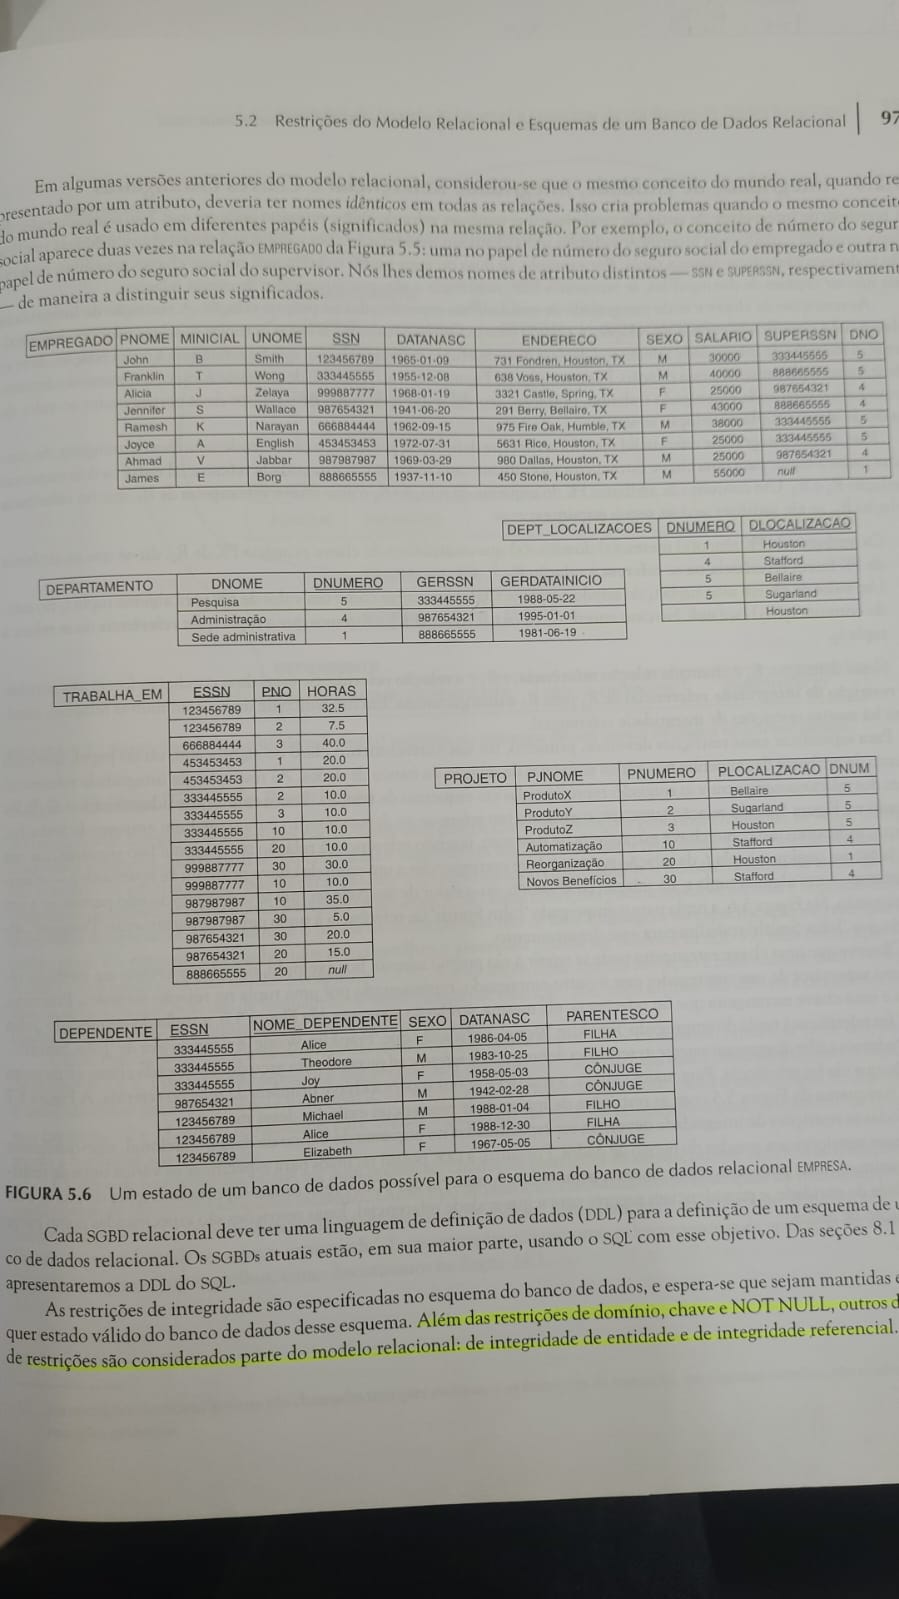 5.2 Restrições do Modelo Relacional e Esquemas de um Banco de Dados Relacional 97
Em algumas versões anteriores do modelo relacional, considerou-se que o mesmo conceito do mundo real, quando re
presentado por um atributo, deveria ter nomes idênticos em todas as relações. Isso cria problemas quando o mesmo conceit
do mundo real é usado em diferentes papéis (significados) na mesma relação. Por exemplo, o conceito de número do segur
social aparece duas vezes na relação EMPREGADO da Figura 5.5: uma no papel de número do seguro social do empregado e outra n
papel de número do seguro social do supervisor. Nós lhes demos nomes de atributo distintos — SSN e SUPERSSN, respectivament
— de maneira a distinguir seus significados.
EMPREGADO PNOME MINICIAL UNOME SSN DATANASC ENDERECO SEXO SALARIO SUPERSSN DNO
John B Smith 123456789 1965-01-09 731 Fondren, Houston, TX M 30000 333445555 5
Franklin T Wong 333445555 1955-12-08 638 Voss, Houston, TX M 40000 888665555 5
Alicia J Zelaya 999887777 1968-01-19 3321 Castle, Spring, TX F 25000 987654321 4
Jennifer S Wallace 987654321 1941-06-20 291 Berry, Bellaire, TX F 43000 888665555 4
Ramesh K Narayan 666884444 1962-09-15 975 Fire Oak, Humble, TX M 38000 333445555 5
Joyce A English 453453453 1972-07-31 5631 Rice, Houston, TX F 25000 333445555 5
Ahmad V Jabbar 987987987 1969-03-29 980 Dallas, Houston, TX M 25000 987654321 4
James E Borg 888665555 1937-11-10 450 Stone, Houston, TX M 55000 null 1
DEPT_LOCALIZACOES DNUMERO DLOCALIZACAO
1 Houston
4 Stafford
5 Bellaire
5 Sugarland
Houston
DEPARTAMENTO DNOME DNUMERO GERSSN GERDATAINICIO
Pesquisa 5 333445555 1988-05-22
Administração 4 987654321 1995-01-01
Sede administrativa 1 888665555 1981-06-19
TRABALHA_EM ESSN PNO HORAS
123456789 1 32.5
123456789 2 7.5
666884444 3 40.0
453453453 1 20.0
453453453 2 20.0
333445555 2 10.0
333445555 3 10.0
333445555 10 10.0
333445555 20 10.0
999887777 30 30.0
999887777 10 10.0
987987987 10 35.0
987987987 30 5.0
987654321 30 20.0
987654321 20 15.0
888665555 20 null
PROJETO PJNOME PNUMERO PLOCALIZACAO DNUM
ProdutoX 1 Bellaire 5
ProdutoY 2 Sugarland 5
ProdutoZ 3 Houston 5
Automatização 10 Stafford 4
Reorganização 20 Houston 1
Novos Benefícios 30 Stafford 4
DEPENDENTE ESSN NOME_DEPENDENTE SEXO DATANASC PARENTESCO
333445555 Alice F 1986-04-05 FILHA
333445555 Theodore M 1983-10-25 FILHO
333445555 Joy F 1958-05-03 CÔNJUGE
987654321 Abner M 1942-02-28 CÔNJUGE
123456789 Michael M 1988-01-04 FILHO
123456789 Alice F 1988-12-30 FILHA
123456789 Elizabeth F 1967-05-05 CÔNJUGE
FIGURA 5.6 Um estado de um banco de dados possível para o esquema do banco de dados relacional EMPRESA.
Cada SGBD relacional deve ter uma linguagem de definição de dados (DDL) para a definição de um esquema de
co de dados relacional. Os SGBDs atuais estão, em sua maior parte, usando o SQL com esse objetivo. Das seções 8.1
apresentaremos a DDL do SQL.
As restrições de integridade são especificadas no esquema do banco de dados, e espera-se que sejam mantidas
quer estado válido do banco de dados desse esquema. Além das restrições de domínio, chave e NOT NULL, outros
de restrições são considerados parte do modelo relacional: de integridade de entidade e de integridade referencial.